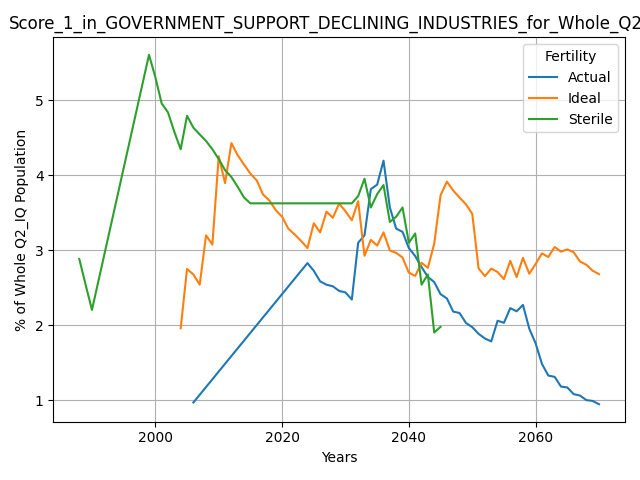 Score_1_in_GOVERNMENT_SUPPORT_DECLINING_INDUSTRIES_for_Whole_Q2
Fertility
Actual
Ideal
Sterile
% of Whole Q2_IQ Population
5
4
3
2
1
2000 2020 2040 2060
Years